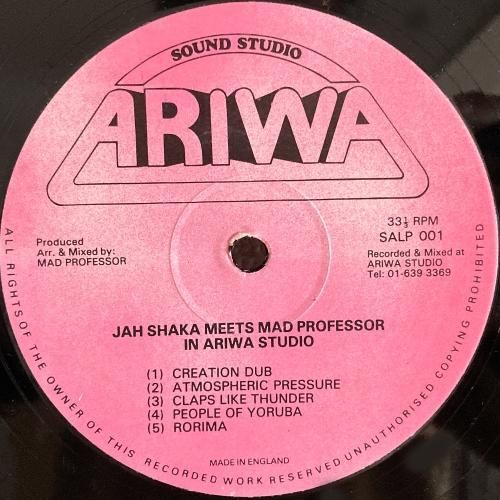 SOUND STUDIO
ARIWA
Produced
Arr. & Mixed by:
MAD PROFESSOR
33⅓ RPM
SALP 001
Recorded & Mixed at
ARIWA STUDIO
Tel: 01-639 3369
JAH SHAKA MEETS MAD PROFESSOR
IN ARIWA STUDIO
(1) CREATION DUB
(2) ATMOSPHERIC PRESSURE
(3) CLAPS LIKE THUNDER
(4) PEOPLE OF YORUBA
(5) RORIMA
MADE IN ENGLAND
ALL RIGHTS OF THE OWNER OF THIS RECORDED WORK RESERVED UNAUTHORISED COPYING PROHIBITED